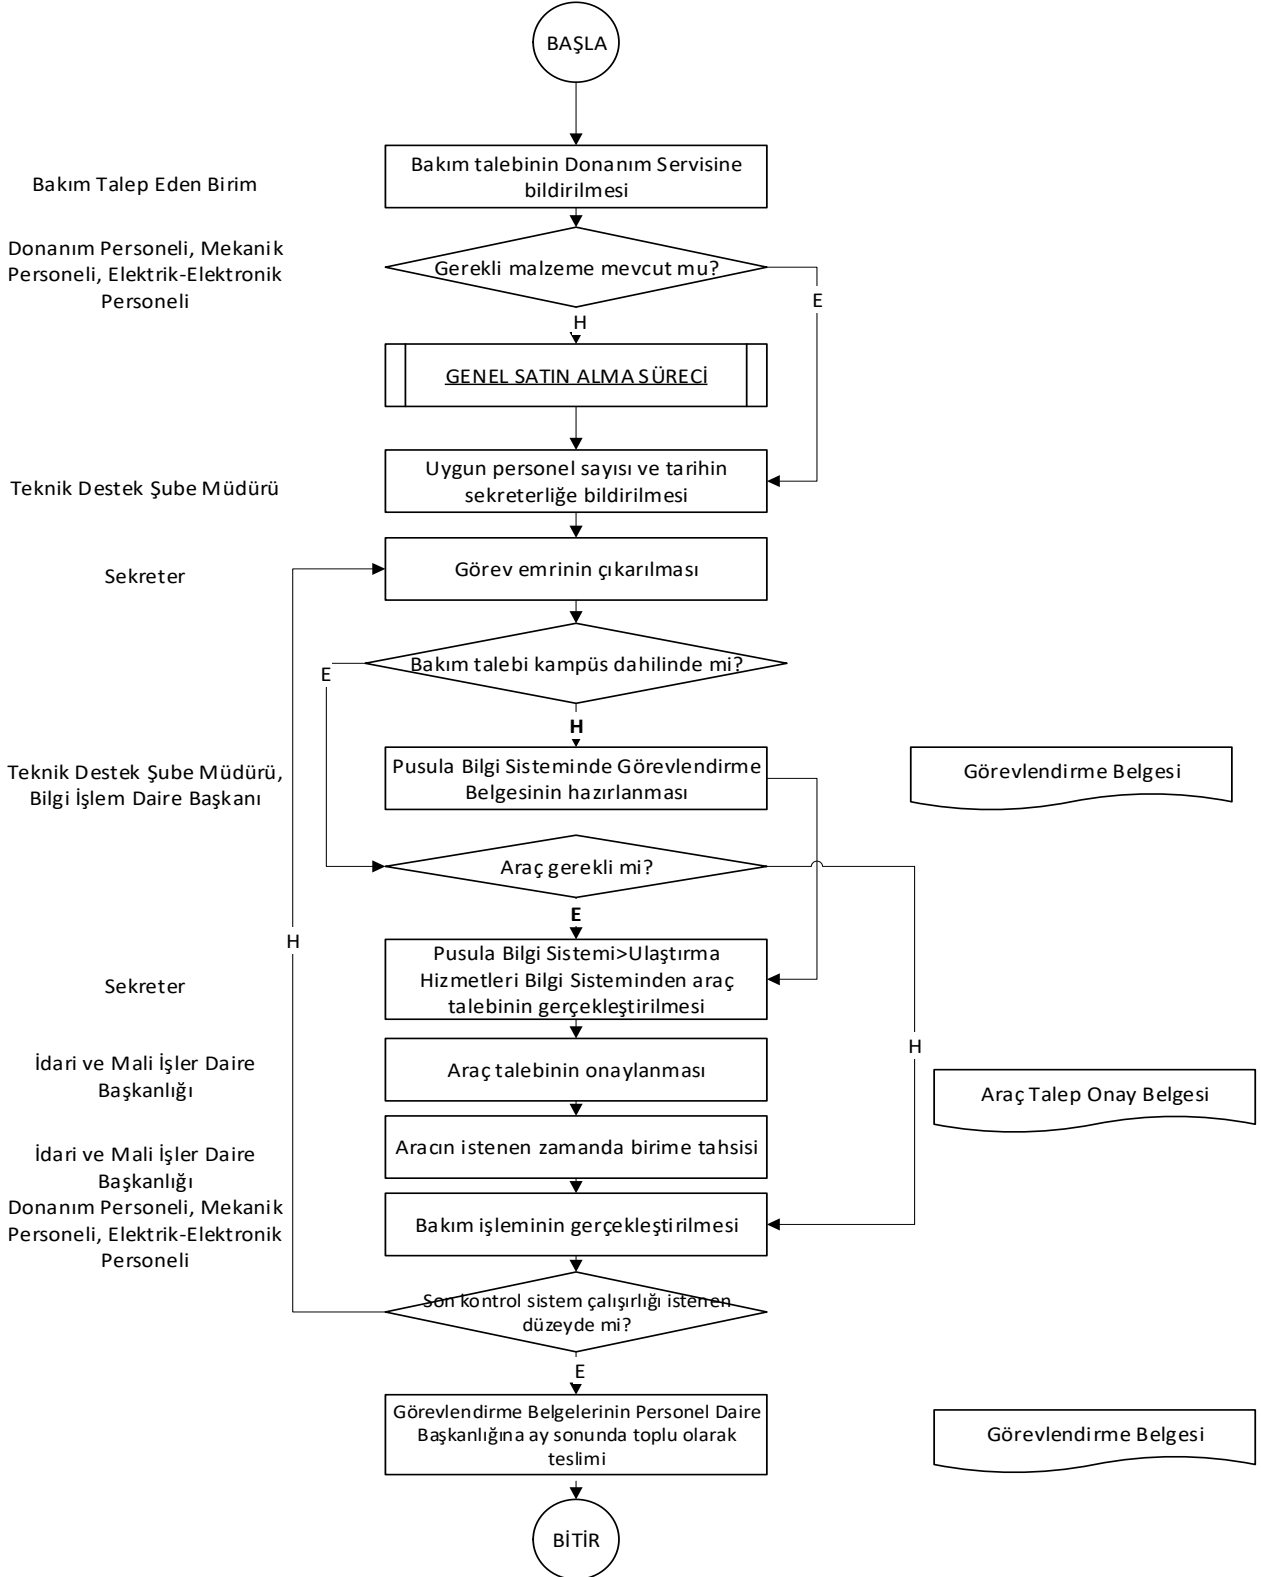 BAŞLA
Bakım Talep Eden Birim
Bakım talebinin Donanım Servisine
bildirilmesi
Donanım Personeli, Mekanik
Personeli, Elektrik-Elektronik
Personeli
Gerekli malzeme mevcut mu?
E
H
GENEL SATIN ALMA SÜRECİ
Teknik Destek Şube Müdürü
Uygun personel sayısı ve tarihin
sekreterliğe bildirilmesi
Sekreter
Görev emrinin çıkarılması
Bakım talebi kampüs dahilinde mi?
E
H
Teknik Destek Şube Müdürü,
Bilgi İşlem Daire Başkanı
Pusula Bilgi Sisteminde Görevlendirme
Belgesinin hazırlanması
Görevlendirme Belgesi
Araç gerekli mi?
E
H
Sekreter
Pusula Bilgi Sistemi>Ulaştırma
Hizmetleri Bilgi Sisteminden araç
talebinin gerçekleştirilmesi
H
İdari ve Mali İşler Daire
Başkanlığı
Araç talebinin onaylanması
Araç Talep Onay Belgesi
İdari ve Mali İşler Daire
Başkanlığı
Aracın istenen zamanda birime tahsisi
Donanım Personeli, Mekanik
Personeli, Elektrik-Elektronik
Personeli
Bakım işleminin gerçekleştirilmesi
Son kontrol sistem çalışırlığı istenen
düzeyde mi?
E
Görevlendirme Belgelerinin Personel Daire
Başkanlığına ay sonunda toplu olarak
teslimi
Görevlendirme Belgesi
BİTİR